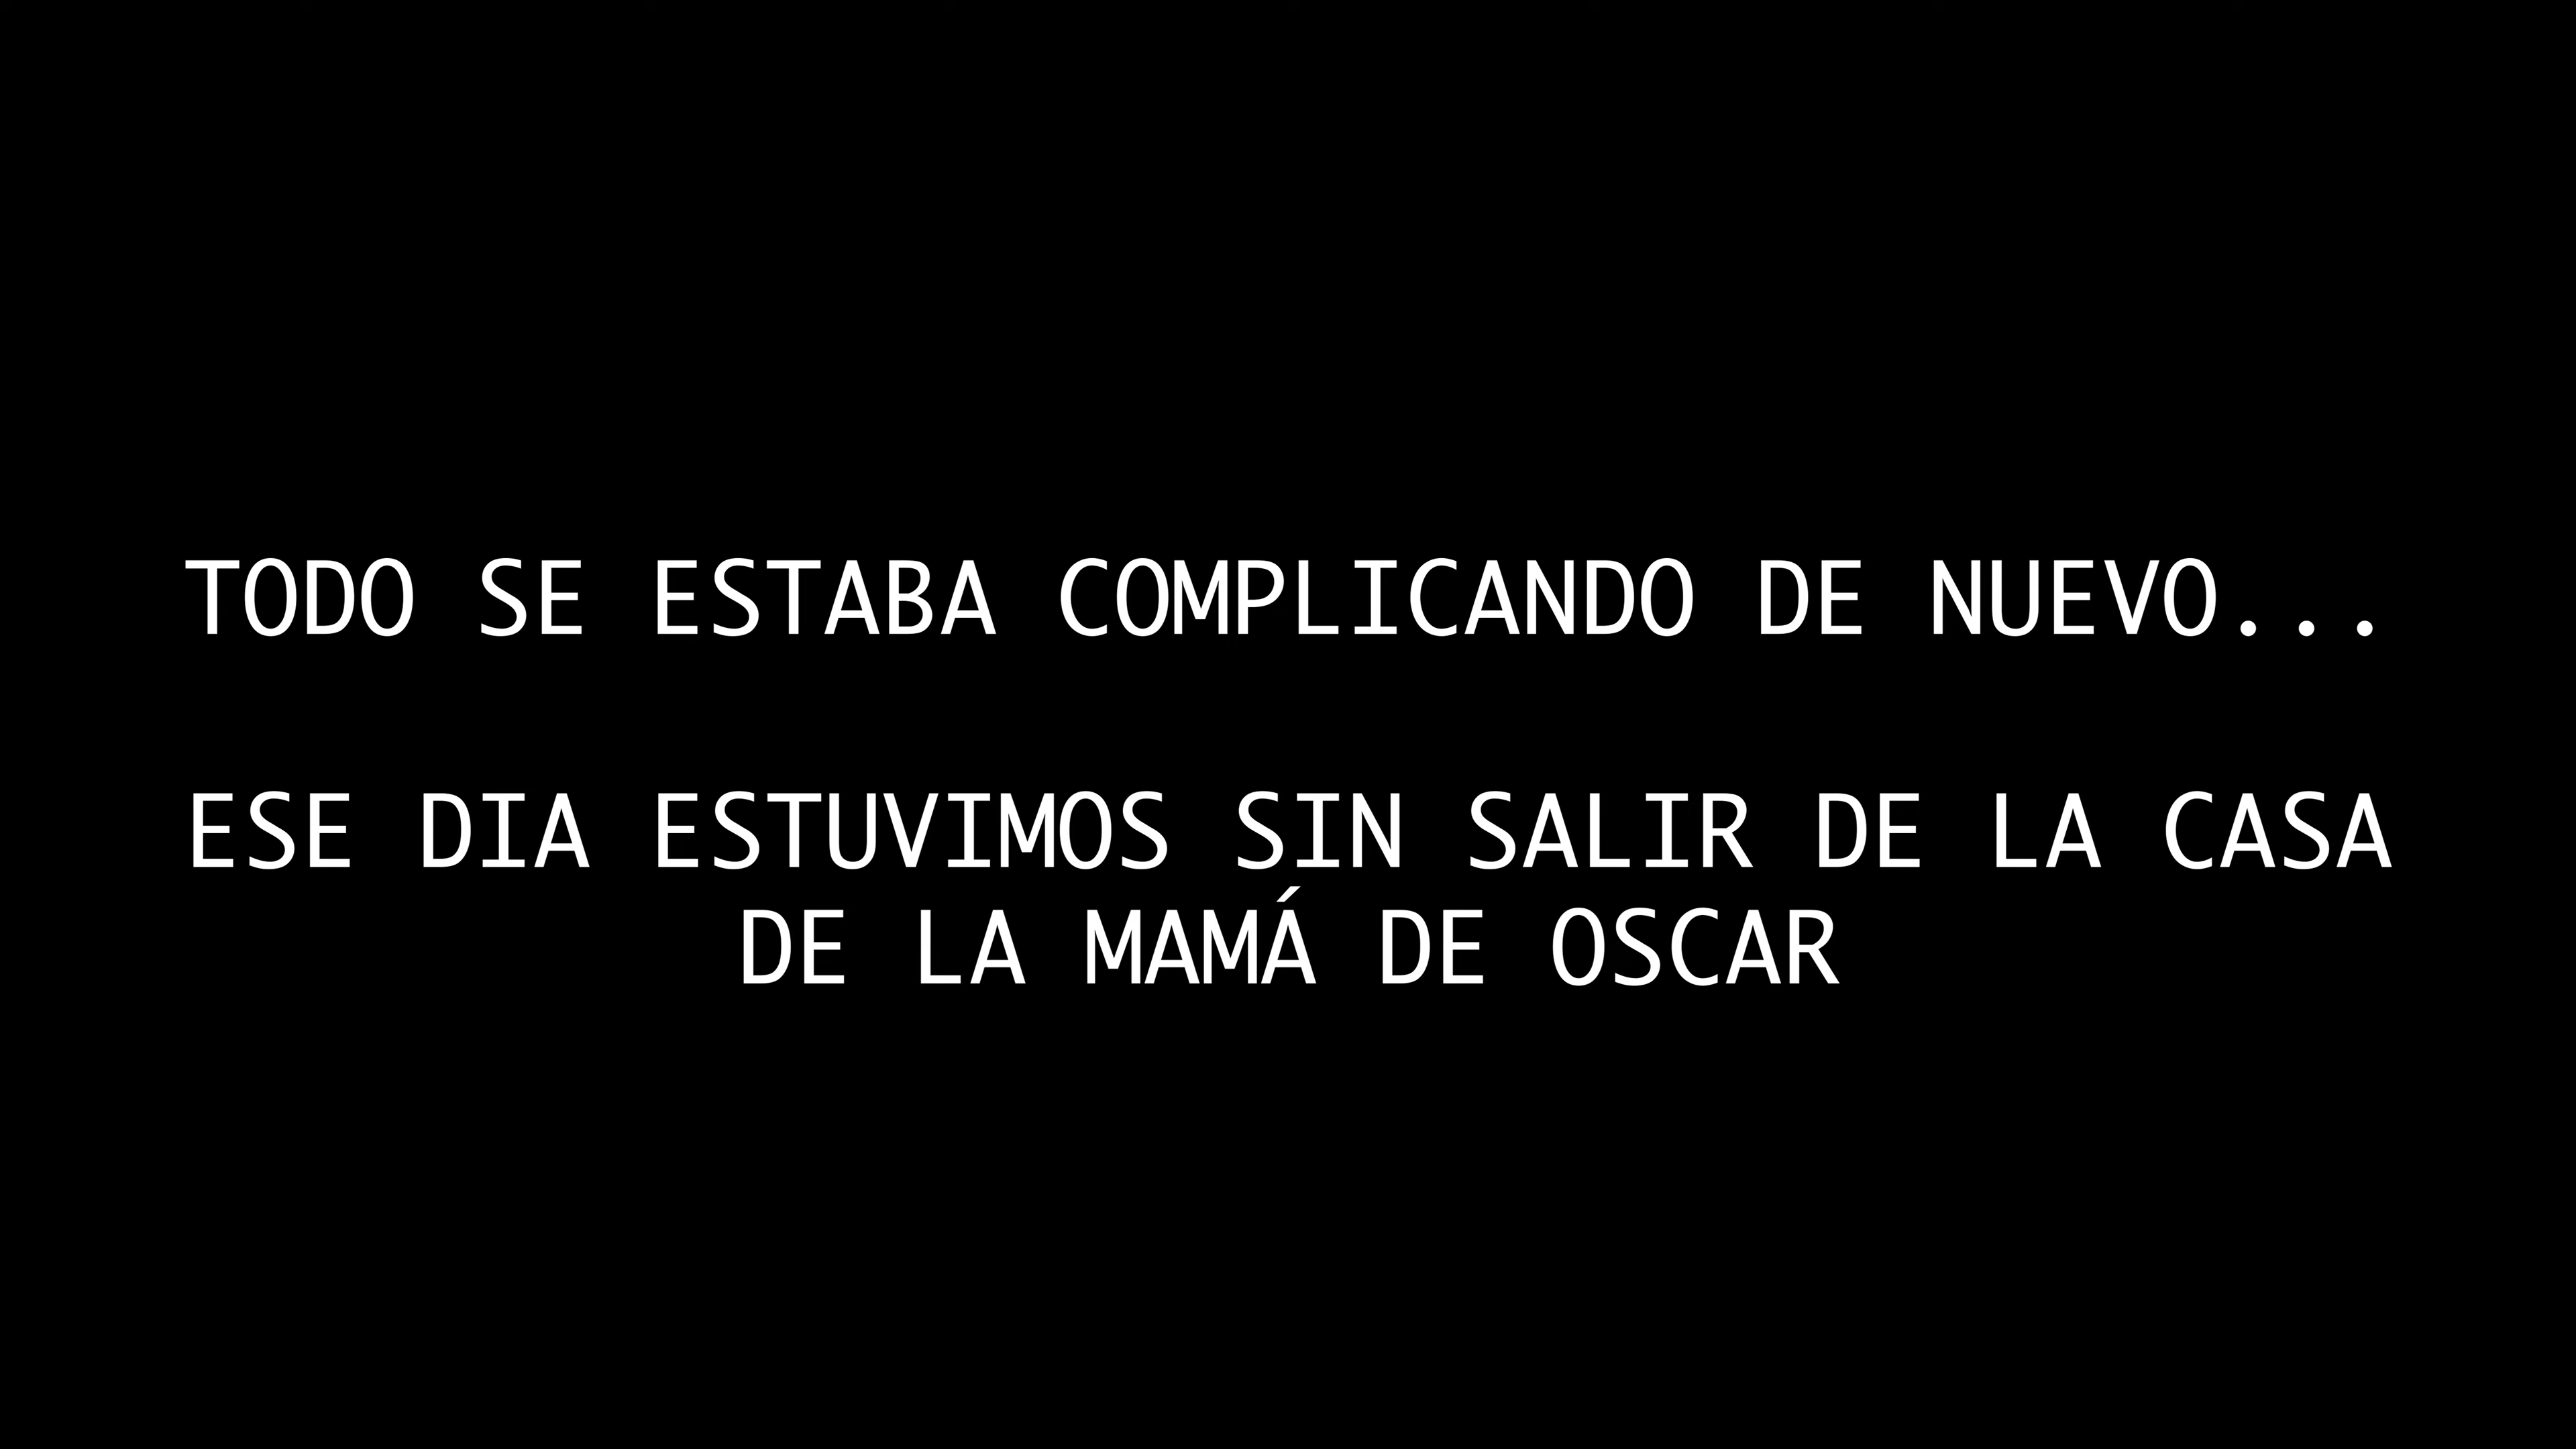 TODO SE ESTABA COMPLICANDO DE NUEVO...
ESE DIA ESTUVIMOS SIN SALIR DE LA CASA
DE LA MAMÁ DE OSCAR